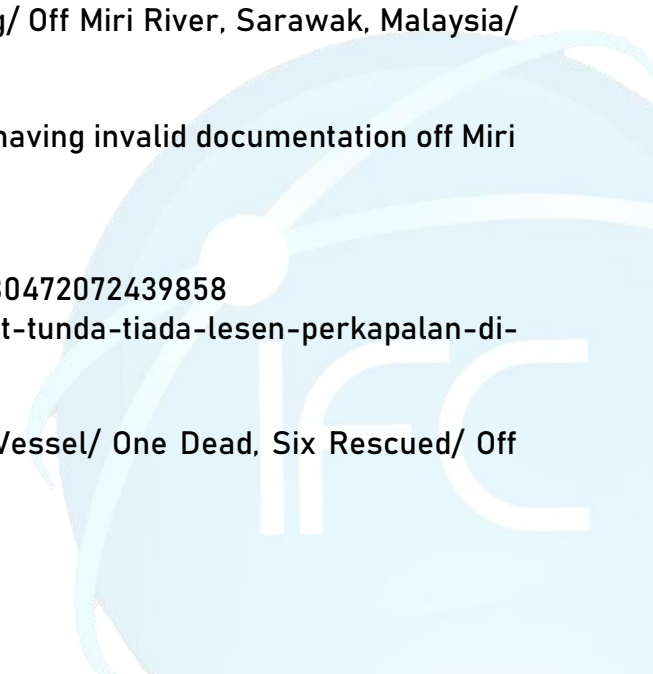 g/ Off Miri River, Sarawak, Malaysia/
having invalid documentation off Miri
30472072439858
t-tunda-tiada-lesen-perkapalan-di-
Vessel/ One Dead, Six Rescued/ Off
IFC